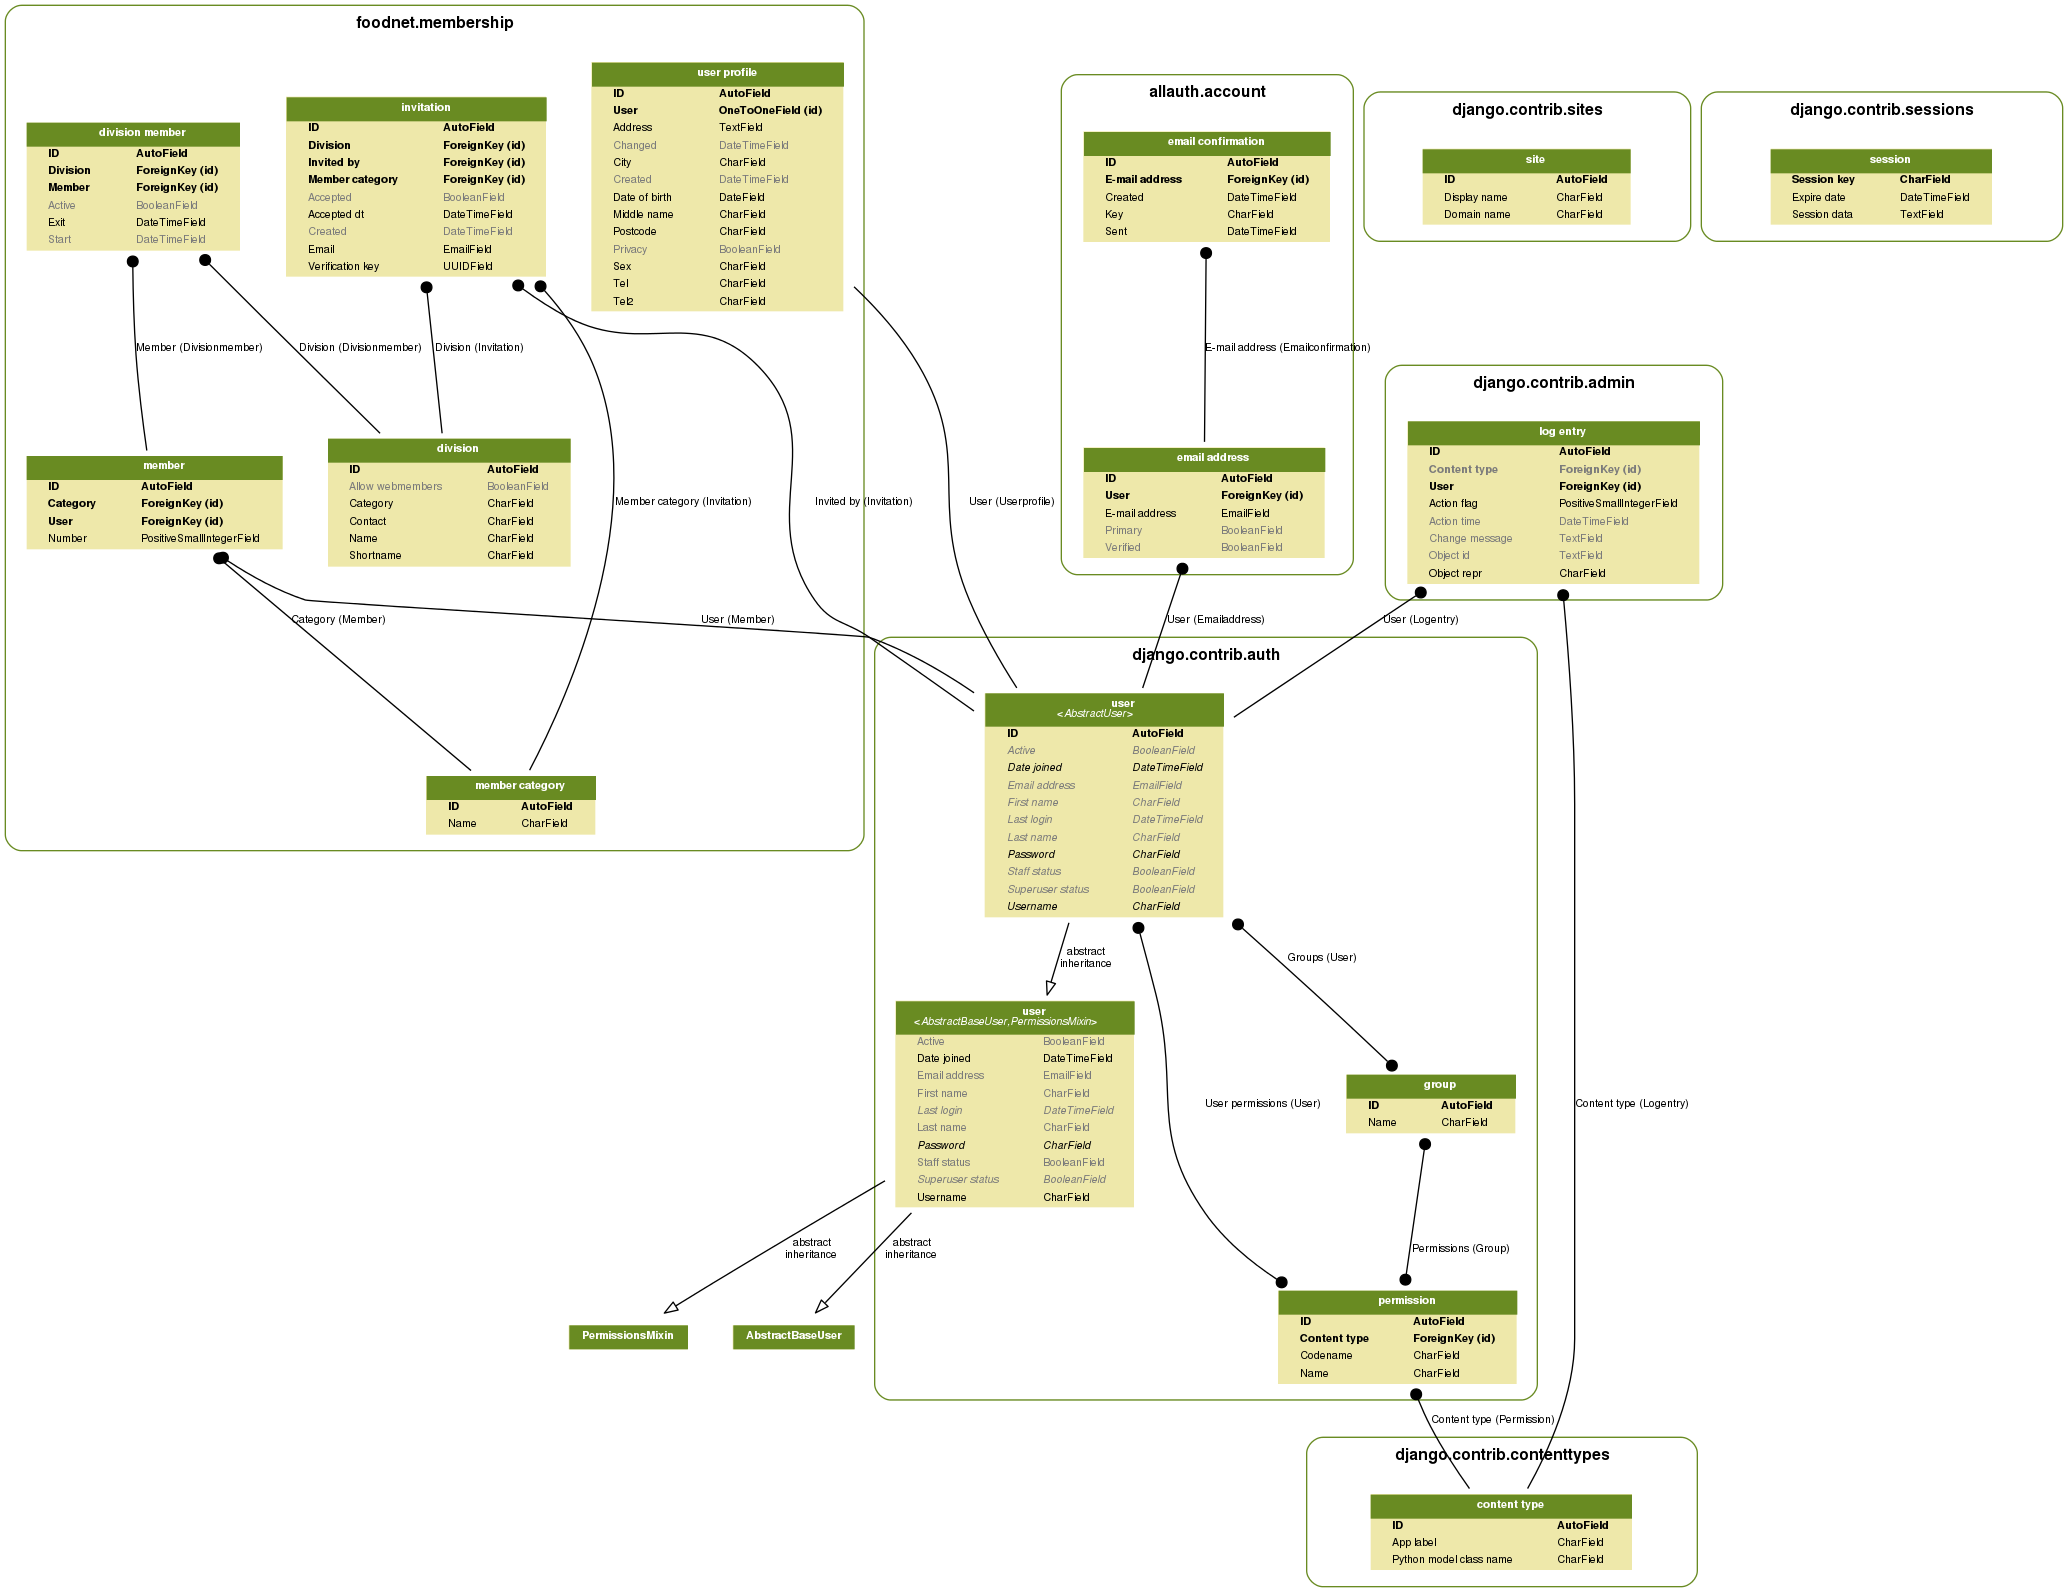 foodnet.membership
division member
ID AutoField
Division ForeignKey (id)
Member ForeignKey (id)
Active BooleanField
Exit DateTimeField
Start DateTimeField
invitation
ID AutoField
Division ForeignKey (id)
Invited by ForeignKey (id)
Member category ForeignKey (id)
Accepted BooleanField
Accepted dt DateTimeField
Created DateTimeField
Email EmailField
Verification key UUIDField
user profile
ID AutoField
User OneToOneField (id)
Address TextField
Changed DateTimeField
City CharField
Created DateTimeField
Date of birth DateField
Middle name CharField
Postcode CharField
Privacy BooleanField
Sex CharField
Tel CharField
Tel2 CharField
Member (Divisionmember)
Division (Divisionmember)
Division (Invitation)
member
ID AutoField
Category ForeignKey (id)
User ForeignKey (id)
Number PositiveSmallIntegerField
division
ID AutoField
Allow webmembers BooleanField
Category CharField
Contact CharField
Name CharField
Shortname CharField
Member category (Invitation)
Invited by (Invitation)
User (Userprofile)
Category (Member)
User (Member)
member category
ID AutoField
Name CharField
allauth.account
email confirmation
ID AutoField
E-mail address ForeignKey (id)
Created DateTimeField
Key CharField
Sent DateTimeField
E-mail address (Emailconfirmation)
email address
ID AutoField
User ForeignKey (id)
E-mail address EmailField
Primary BooleanField
Verified BooleanField
User (Emailaddress)
django.contrib.sites
site
ID AutoField
Display name CharField
Domain name CharField
django.contrib.sessions
session
Session key CharField
Expire date DateTimeField
Session data TextField
django.contrib.admin
log entry
ID AutoField
Content type ForeignKey (id)
User ForeignKey (id)
Action flag PositiveSmallIntegerField
Action time DateTimeField
Change message TextField
Object id TextField
Object repr CharField
User (Logentry)
django.contrib.auth
user
<AbstractUser>
ID AutoField
Active BooleanField
Date joined DateTimeField
Email address EmailField
First name CharField
Last login DateTimeField
Last name CharField
Password CharField
Staff status BooleanField
Superuser status BooleanField
Username CharField
abstract
inheritance
Groups (User)
user
<AbstractBaseUser,PermissionsMixin>
Active BooleanField
Date joined DateTimeField
Email address EmailField
First name CharField
Last login DateTimeField
Last name CharField
Password CharField
Staff status BooleanField
Superuser status BooleanField
Username CharField
User permissions (User)
group
ID AutoField
Name CharField
Content type (Logentry)
abstract
inheritance
abstract
inheritance
Permissions (Group)
PermissionsMixin
AbstractBaseUser
permission
ID AutoField
Content type ForeignKey (id)
Codename CharField
Name CharField
Content type (Permission)
django.contrib.contenttypes
content type
ID AutoField
App label CharField
Python model class name CharField